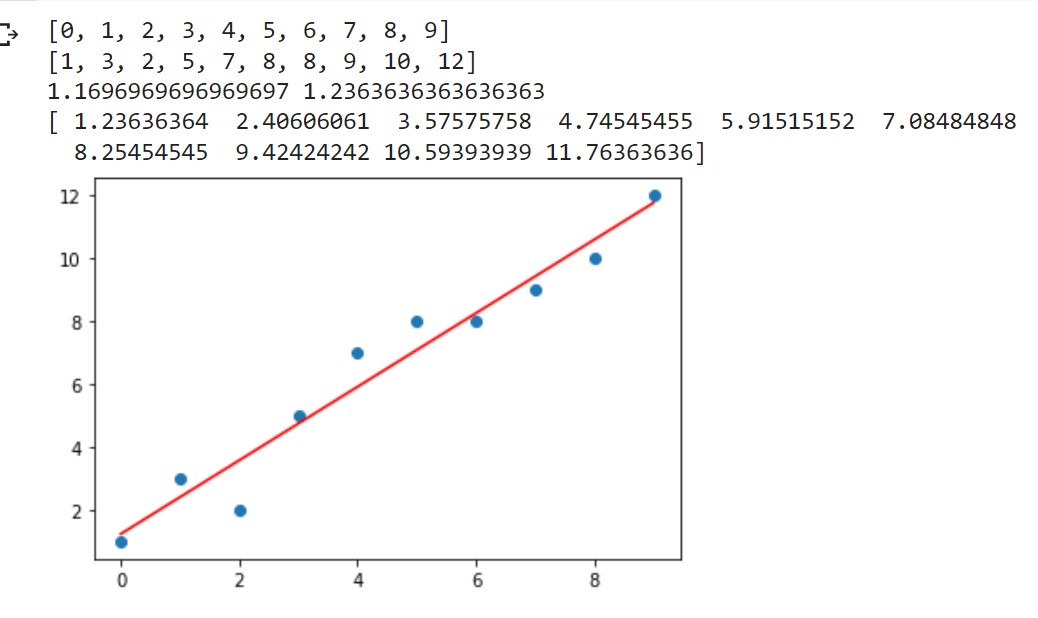 [0, 1, 2, 3, 4, 5, 6, 7, 8, 9]
[1, 3, 2, 5, 7, 8, 8, 9, 10, 12]
1.1696969696969697 1.2363636363636363
[ 1.23636364  2.40606061  3.57575758  4.74545455  5.91515152  7.08484848
  8.25454545  9.42424242 10.59393939 11.76363636]
12
10
8
6
4
2
0 2 4 6 8